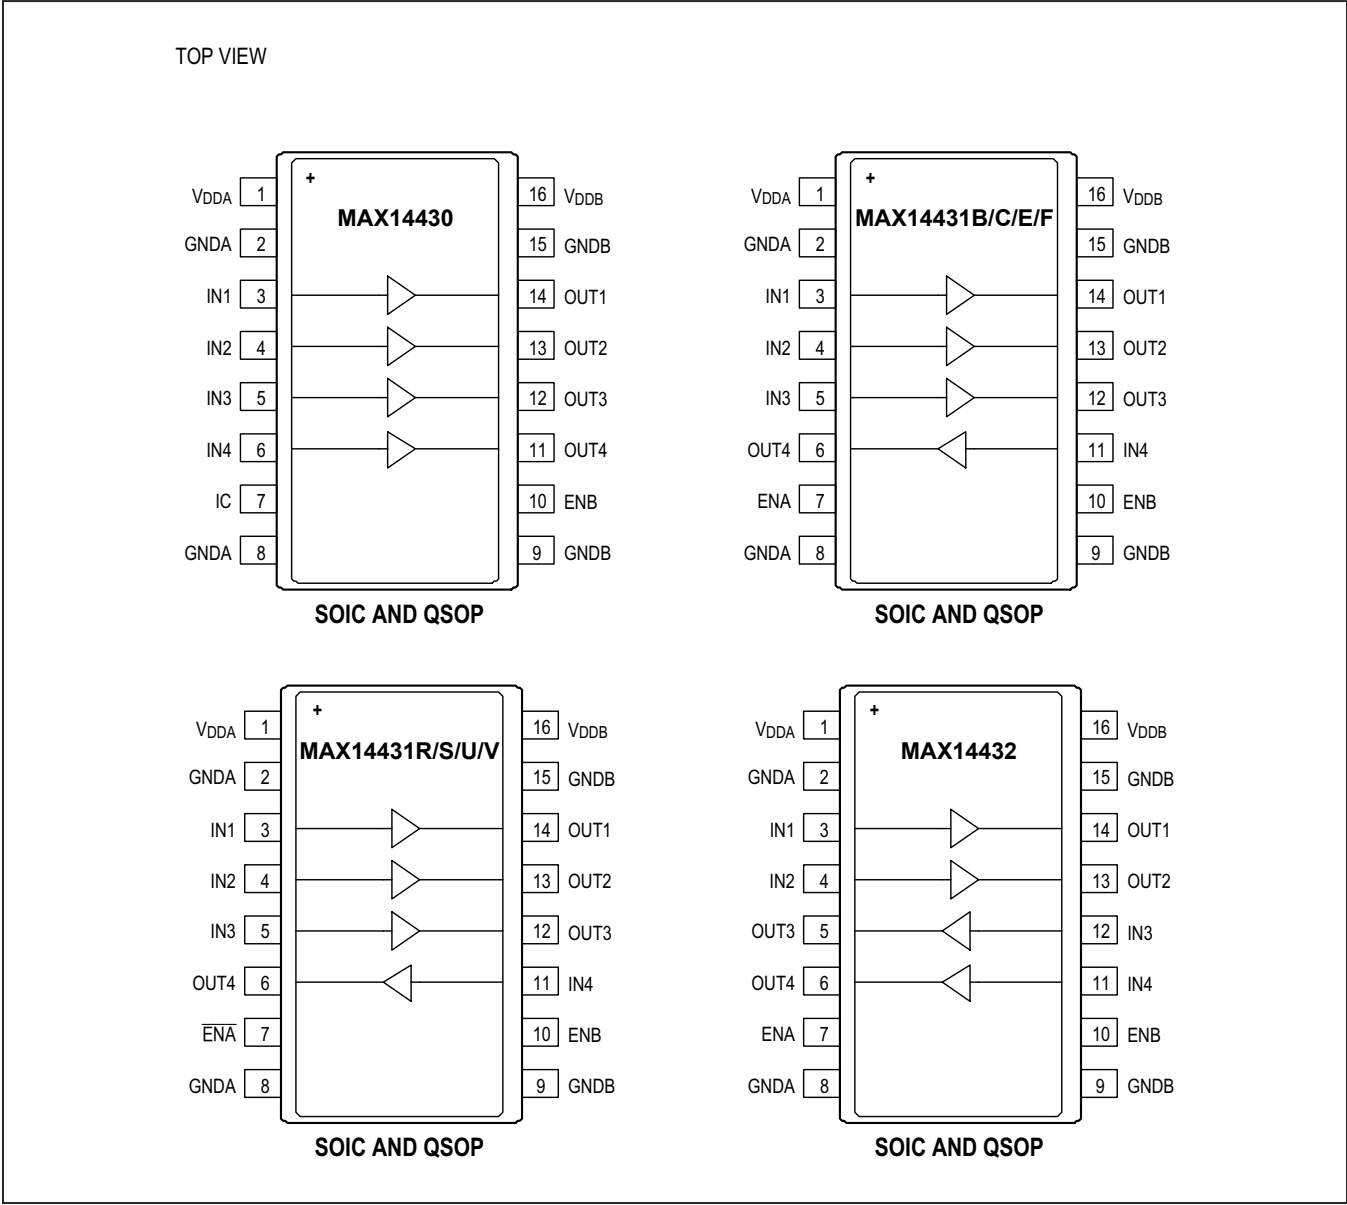 TOP VIEW
+ +
MAX14430 MAX14431B/C/E/F
VDDA 1 16 VDDB VDDA 1 16 VDDB
GNDA 2 15 GNDB GNDA 2 15 GNDB
IN1 3 14 OUT1 IN1 3 14 OUT1
IN2 4 13 OUT2 IN2 4 13 OUT2
IN3 5 12 OUT3 IN3 5 12 OUT3
IN4 6 11 OUT4 OUT4 6 11 IN4
IC 7 10 ENB ENA 7 10 ENB
GNDA 8 9 GNDB GNDA 8 9 GNDB
SOIC AND QSOP SOIC AND QSOP
+ +
MAX14431R/S/U/V MAX14432
VDDA 1 16 VDDB VDDA 1 16 VDDB
GNDA 2 15 GNDB GNDA 2 15 GNDB
IN1 3 14 OUT1 IN1 3 14 OUT1
IN2 4 13 OUT2 IN2 4 13 OUT2
IN3 5 12 OUT3 OUT3 5 12 IN3
OUT4 6 11 IN4 OUT4 6 11 IN4
E̅N̅A̅ 7 10 ENB ENA 7 10 ENB
GNDA 8 9 GNDB GNDA 8 9 GNDB
SOIC AND QSOP SOIC AND QSOP